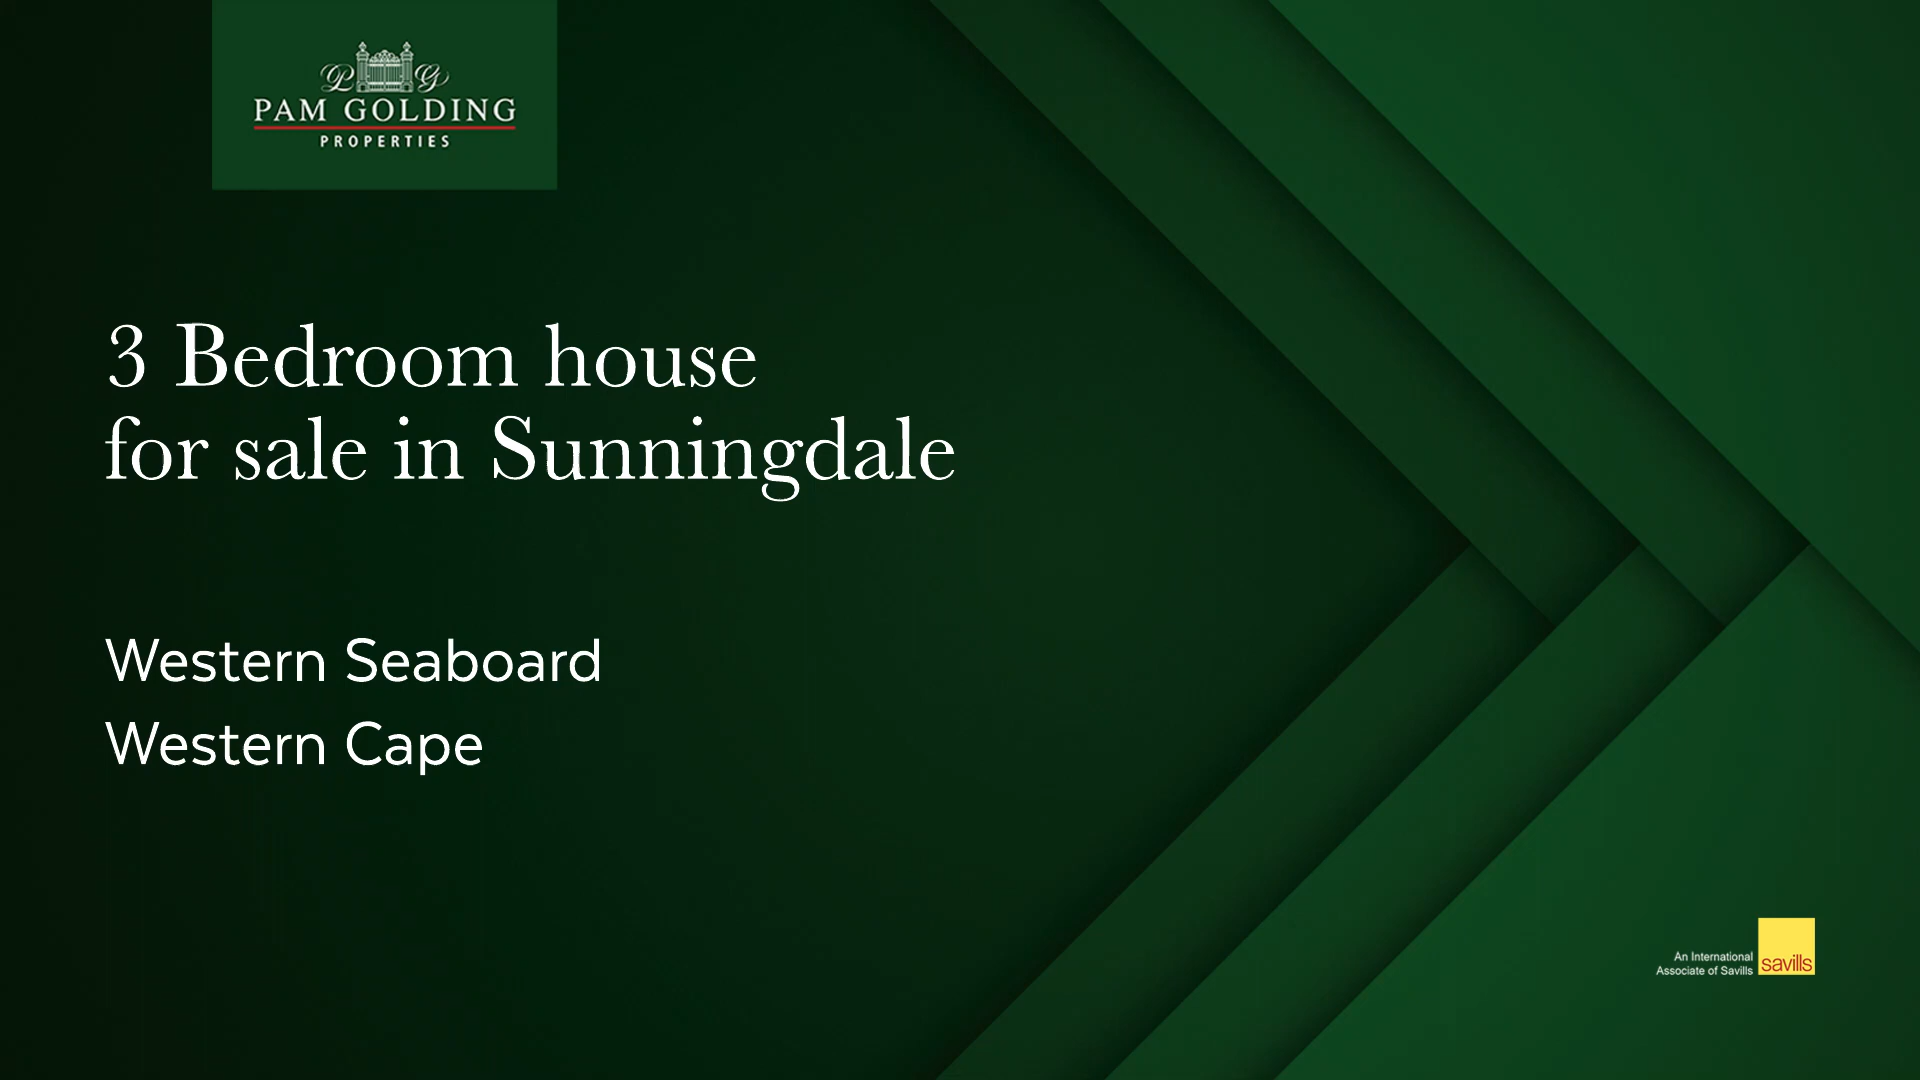 P G
PAM GOLDING
PROPERTIES
3 Bedroom house
for sale in Sunningdale
Western Seaboard
Western Cape
An International
Associate of Savills
savills